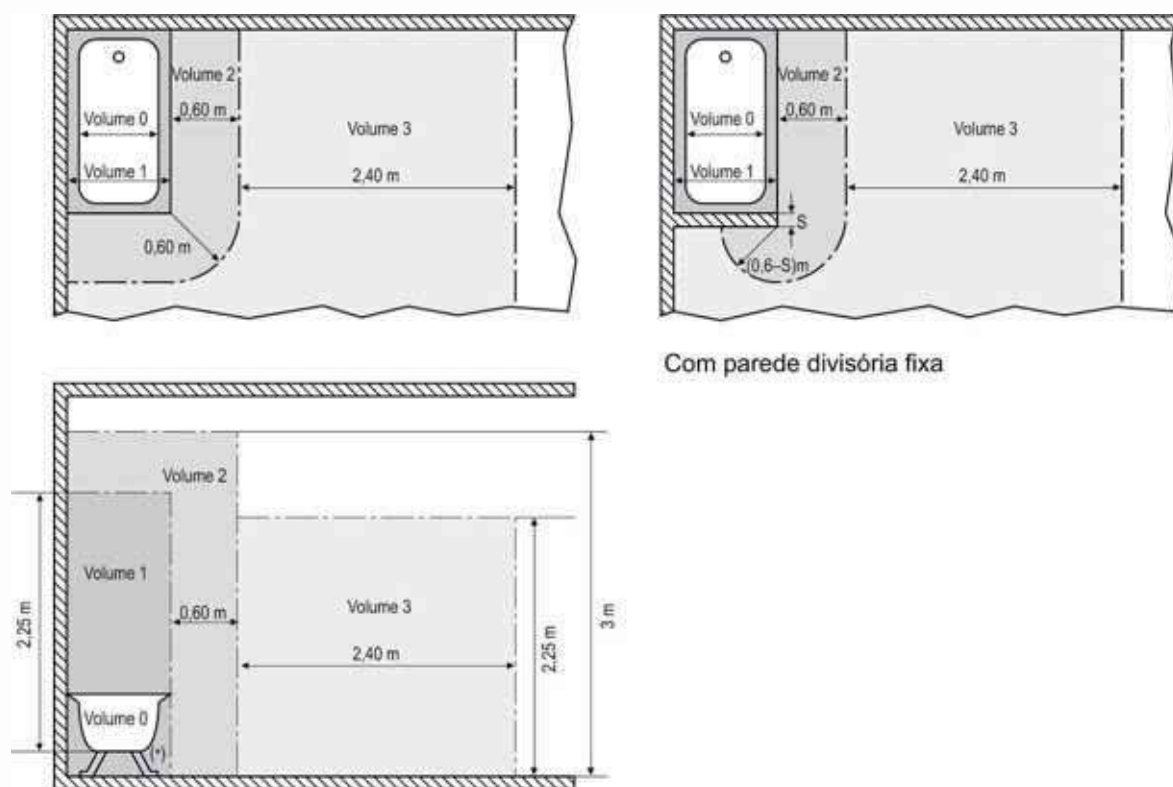 Volume 2
0,60 m
Volume 0
Volume 1
Volume 3
2,40 m
0,60 m
Volume 2
0,60 m
Volume 0
Volume 1
Volume 3
2,40 m
S
(0,6–S)m
Com parede divisória fixa
Volume 2
Volume 1
0,60 m
Volume 3
2,40 m
Volume 0
(*)
2,25 m
2,25 m
3 m